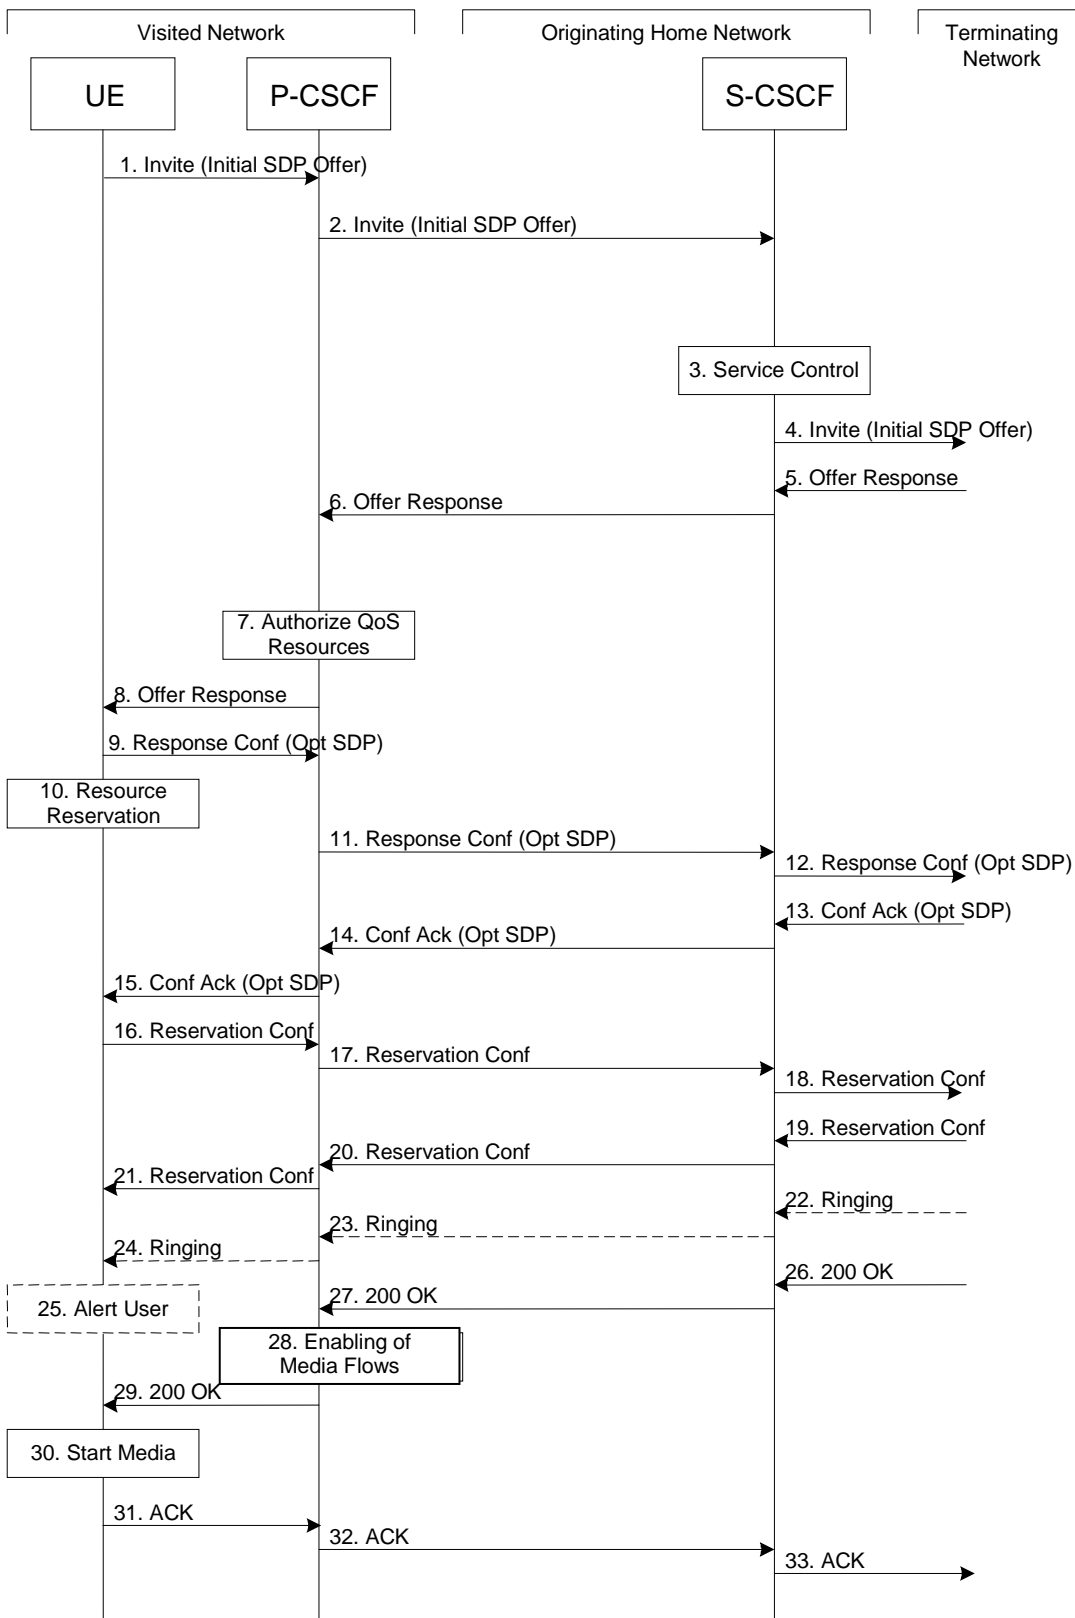 Visited Network
Originating Home Network
Terminating
Network
UE
P-CSCF
S-CSCF
1. Invite (Initial SDP Offer)
2. Invite (Initial SDP Offer)
3. Service Control
4. Invite (Initial SDP Offer)
5. Offer Response
6. Offer Response
7. Authorize QoS
Resources
8. Offer Response
9. Response Conf (Opt SDP)
10. Resource
Reservation
11. Response Conf (Opt SDP)
12. Response Conf (Opt SDP)
13. Conf Ack (Opt SDP)
14. Conf Ack (Opt SDP)
15. Conf Ack (Opt SDP)
16. Reservation Conf
17. Reservation Conf
18. Reservation Conf
19. Reservation Conf
20. Reservation Conf
21. Reservation Conf
22. Ringing
23. Ringing
24. Ringing
25. Alert User
26. 200 OK
27. 200 OK
28. Enabling of
Media Flows
29. 200 OK
30. Start Media
31. ACK
32. ACK
33. ACK